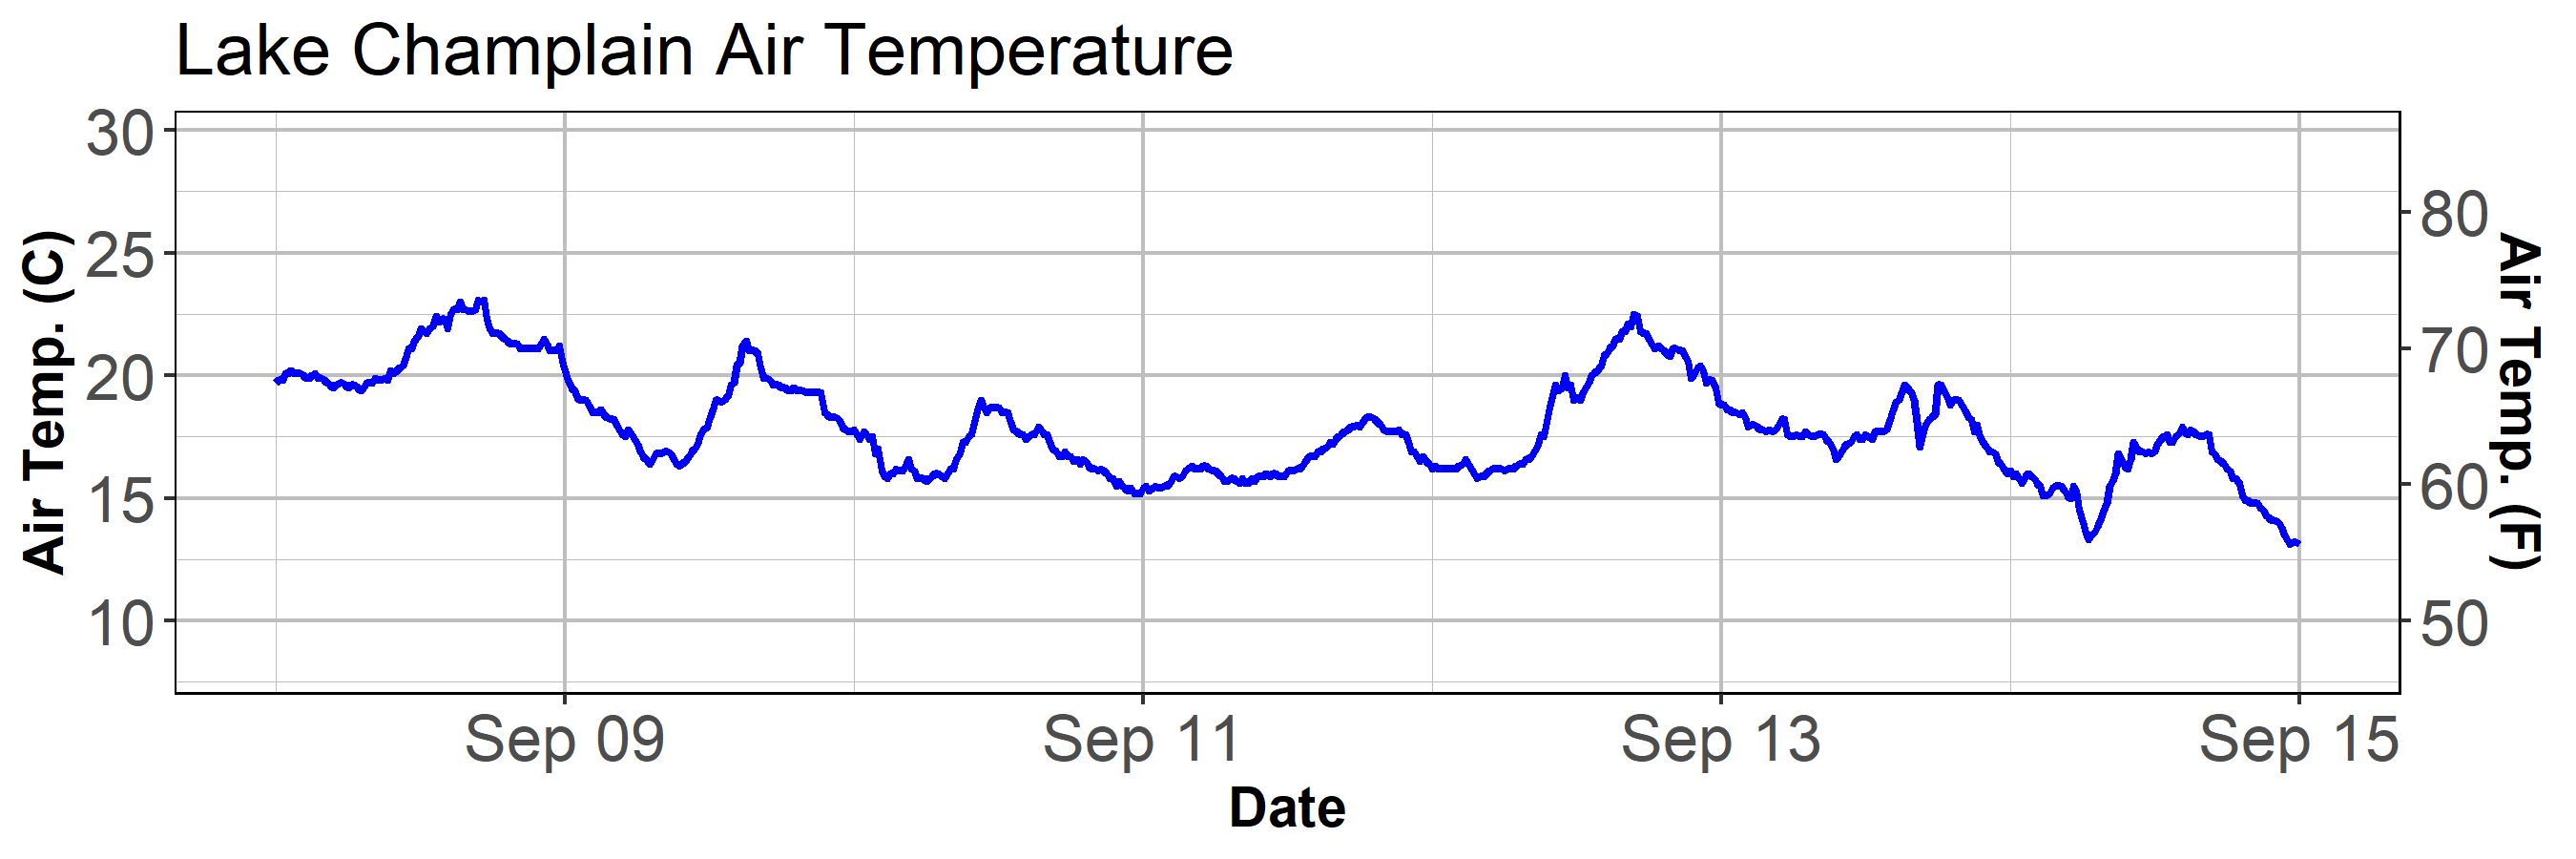 Lake Champlain Air Temperature
Air Temp. (C)
30
25
20
15
10
80
70
60
50
Air Temp. (F)
Sep 09 Sep 11 Sep 13 Sep 15
Date